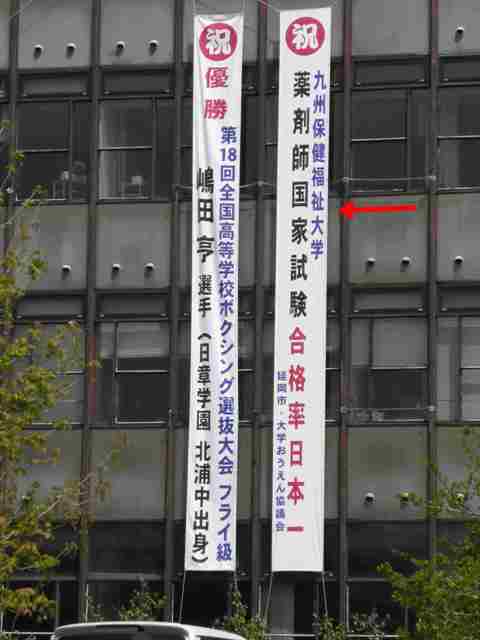 祝
九州保健福祉大学
薬剤師国家試験 合格率日本一
延岡市・大学おうえん協議会
祝
優勝
第18回全国高等学校ボクシング選抜大会 フライ級
嶋田 亨 選手 (日章学園 北浦中出身)